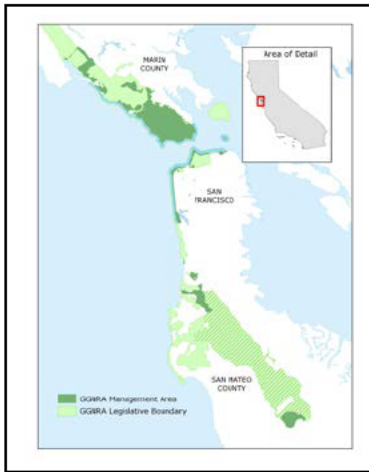 Area of Detail
MARIN
COUNTY
SAN
FRANCISCO
SAN MATEO
COUNTY
GGNRA Management Area
GGNRA Legislative Boundary